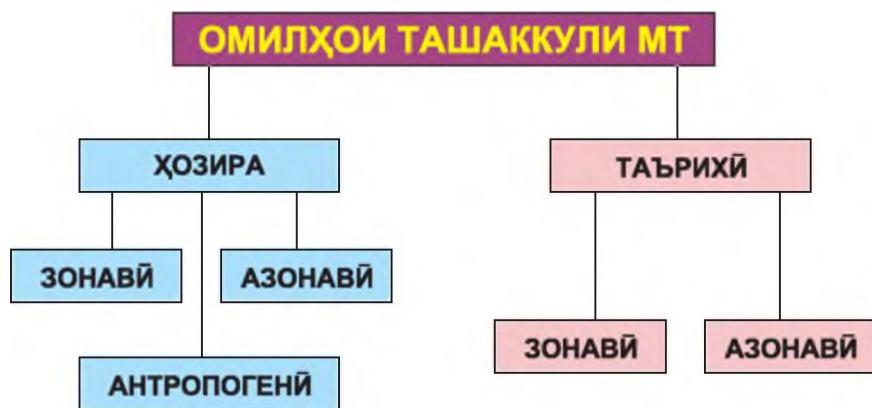 ОМИЛҲОИ ТАШАККУЛИ МТ
ҲОЗИРА
ТАЪРИХӢ
ЗОНАВӢ
АЗОНАВӢ
АНТРОПОГЕНӢ
ЗОНАВӢ
АЗОНАВӢ